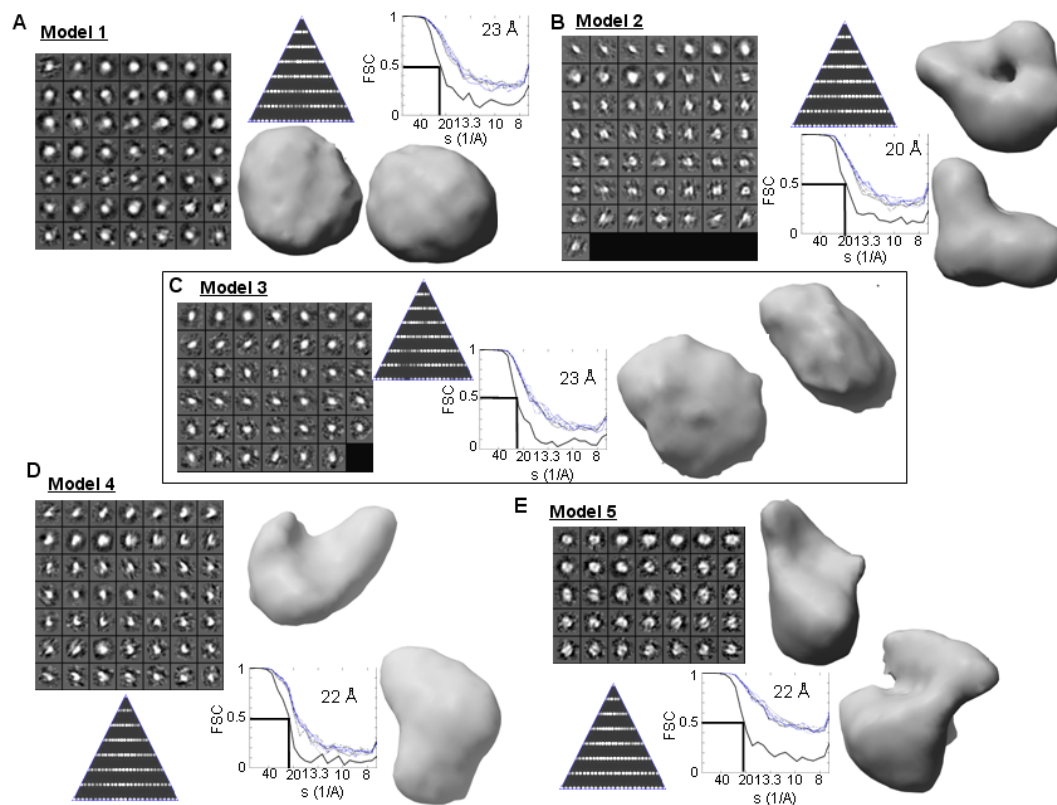 A
Model 1
FSC
1
0.5
0
23 Å
40 2013.3 10 8
s (1/A)
B
Model 2
FSC
1
0.5
0
20 Å
40 2013.3 10 8
s (1/A)
C
Model 3
FSC
1
0.5
0
23 Å
40 20 13.3 10 8
s (1/A)
D
Model 4
FSC
1
0.5
0
22 Å
40 2013.3 10 8
s (1/A)
E
Model 5
FSC
1
0.5
0
22 Å
40 2013.3 10 8
s (1/A)